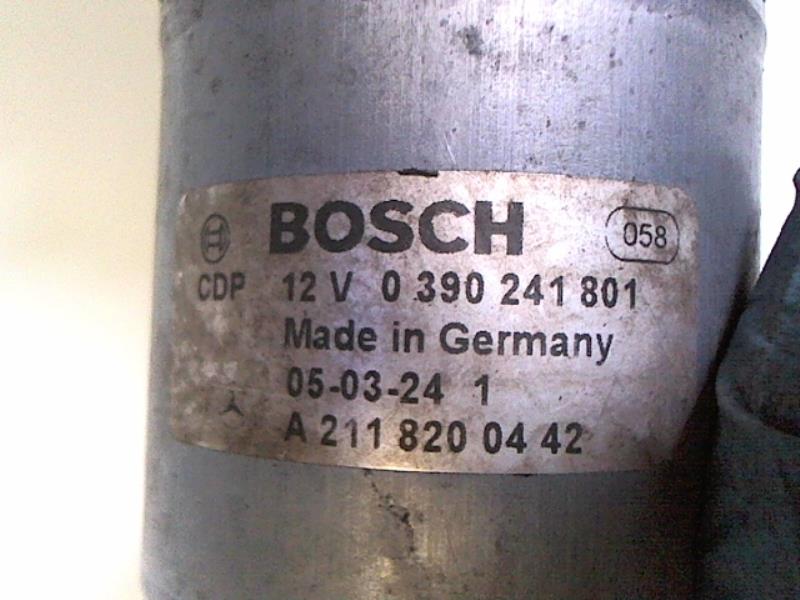 BOSCH 058
CDP 12 V 0 390 241 801
Made in Germany
05-03-24 1
A 211 820 04 42